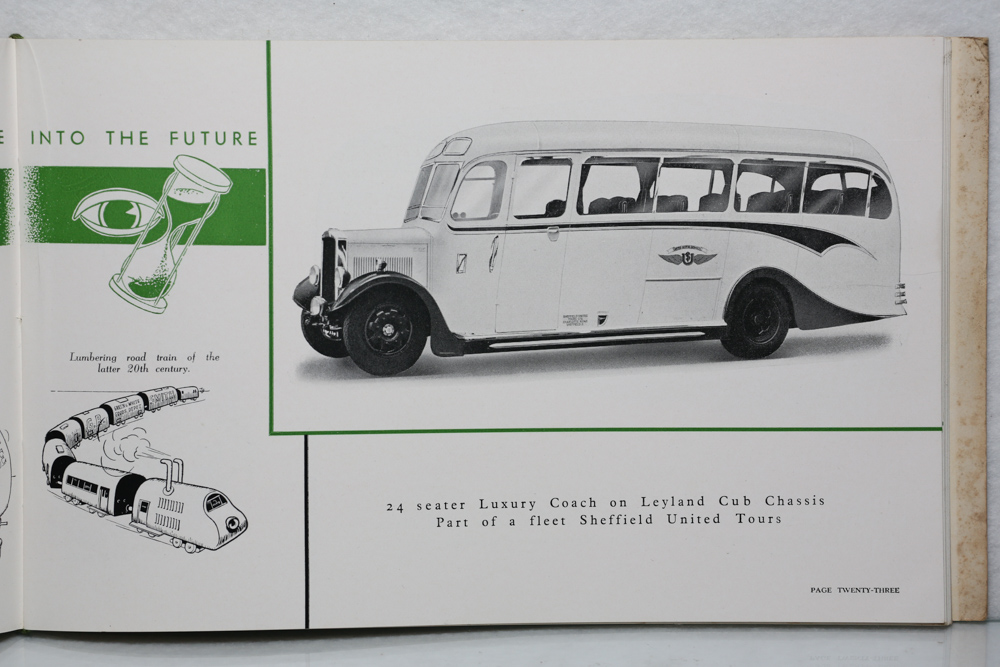 E INTO THE FUTURE
Lumbering road train of the
latter 20th century.
24 seater Luxury Coach on Leyland Cub Chassis
Part of a fleet Sheffield United Tours
PAGE TWENTY-THREE